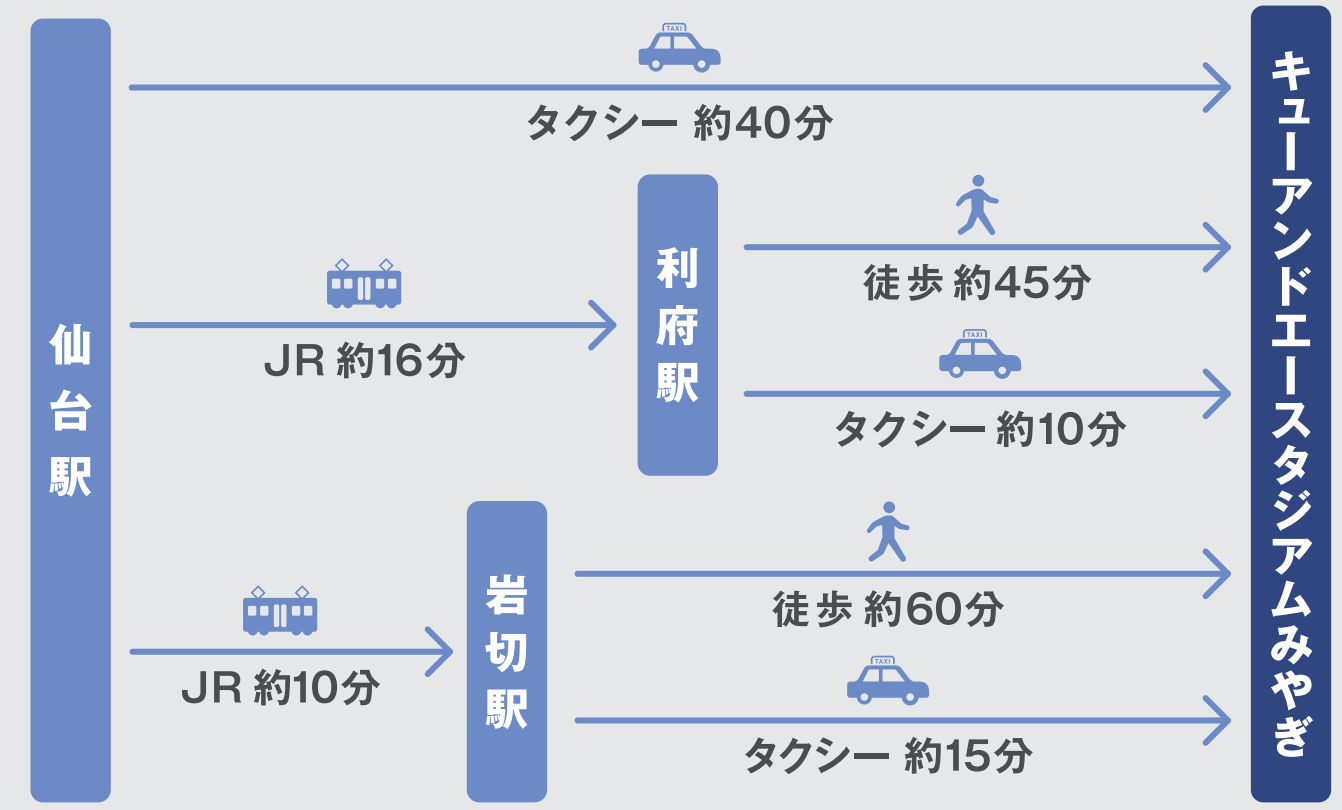 仙台駅
TAXI
タクシー 約40分
JR 約16分
利府駅
徒歩 約45分
TAXI
タクシー 約10分
JR 約10分
岩切駅
徒歩 約60分
TAXI
タクシー 約15分
キューアンドエースタジアムみやぎ